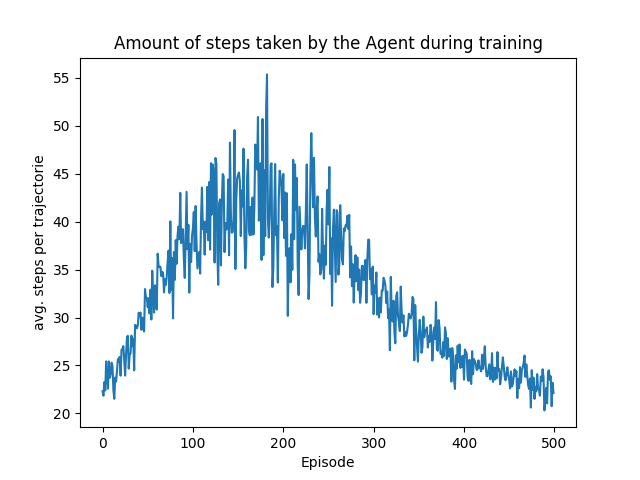 Amount of steps taken by the Agent during training
avg. steps per trajectorie
55
50
45
40
35
30
25
20
0 100 200 300 400 500
Episode